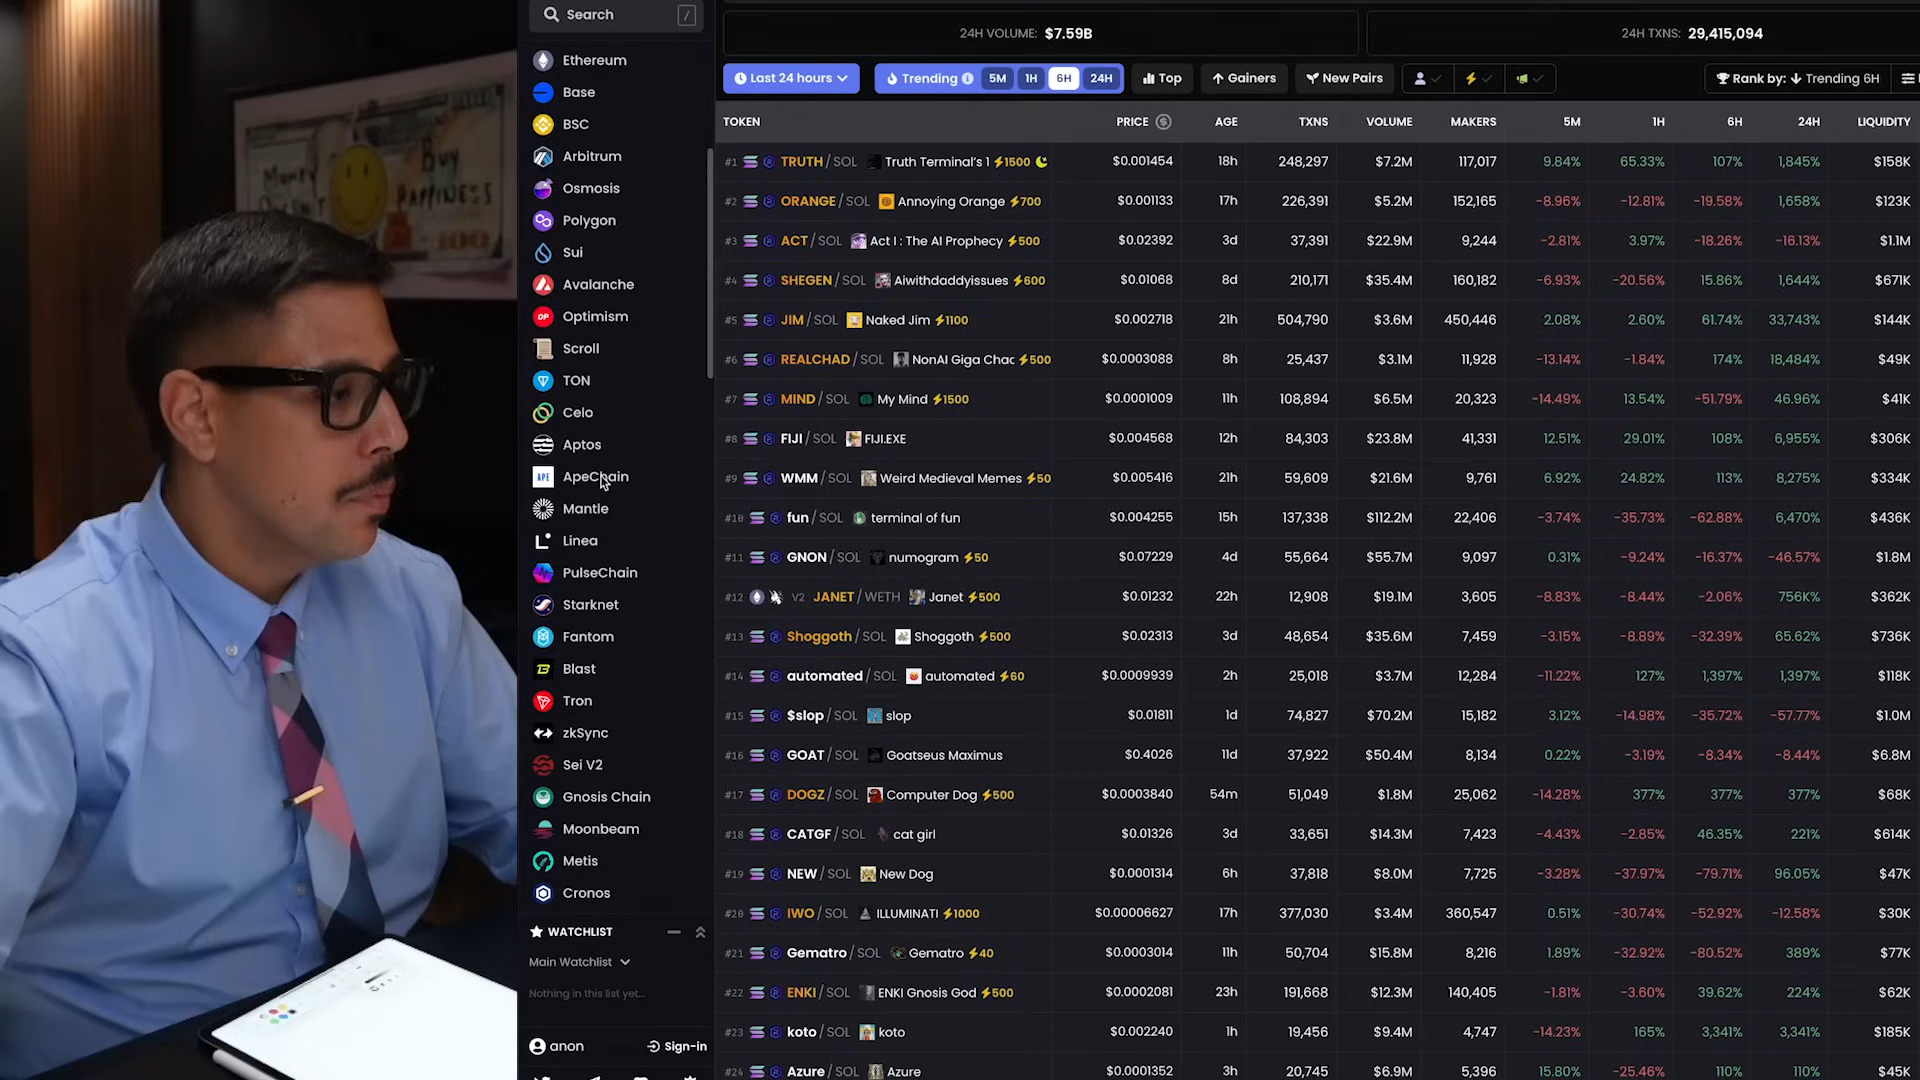 Search /
24H VOLUME: $7.59B
24H TXNS: 29,415,094
Last 24 hours
Trending 5M 1H 6H 24H
Top
Gainers
New Pairs
Rank by: Trending 6H
Ethereum
Base
BSC
Arbitrum
Osmosis
Polygon
Sui
Avalanche
OP Optimism
Scroll
TON
Celo
Aptos
APE ApeChain
Mantle
Linea
PulseChain
Starknet
Fantom
Blast
Tron
zkSync
Sei V2
Gnosis Chain
Moonbeam
Metis
Cronos
WATCHLIST
Main Watchlist
Nothing in this list yet...
anon
Sign-in
TOKEN PRICE AGE TXNS VOLUME MAKERS 5M 1H 6H 24H LIQUIDITY
#1 TRUTH / SOL Truth Terminal's 1 1500 $0.001454 18h 248,297 $7.2M 117,017 9.84% 65.33% 107% 1,845% $158K
#2 ORANGE / SOL Annoying Orange 700 $0.001133 17h 226,391 $5.2M 152,165 -8.96% -12.81% -19.58% 1,658% $123K
#3 ACT / SOL Act I : The AI Prophecy 500 $0.02392 3d 37,391 $22.9M 9,244 -2.81% 3.97% -18.26% -16.13% $1.1M
#4 SHEGEN / SOL Aiwithdaddyissues 600 $0.01068 8d 210,171 $35.4M 160,182 -6.93% -20.56% 15.86% 1,644% $671K
#5 JIM / SOL Naked Jim 1100 $0.002718 21h 504,790 $3.6M 450,446 2.08% 2.60% 61.74% 33,743% $144K
#6 REALCHAD / SOL NonAI Giga Chac 500 $0.0003088 8h 25,437 $3.1M 11,928 -13.14% -1.84% 174% 18,484% $49K
#7 MIND / SOL My Mind 1500 $0.0001009 11h 108,894 $6.5M 20,323 -14.49% 13.54% -51.79% 46.96% $41K
#8 FIJI / SOL FIJI.EXE $0.004568 12h 84,303 $23.8M 41,331 12.51% 29.01% 108% 6,955% $306K
#9 WMM / SOL Weird Medieval Memes 50 $0.005416 21h 59,609 $21.6M 9,761 6.92% 24.82% 113% 8,275% $334K
#10 fun / SOL terminal of fun $0.004255 15h 137,338 $112.2M 22,406 -3.74% -35.73% -62.88% 6,470% $436K
#11 GNON / SOL numogram 50 $0.07229 4d 55,664 $55.7M 9,097 0.31% -9.24% -16.37% -46.57% $1.8M
#12 V2 JANET / WETH Janet 500 $0.01232 22h 12,908 $19.1M 3,605 -8.83% -8.44% -2.06% 756K% $362K
#13 Shoggoth / SOL Shoggoth 500 $0.02313 3d 48,654 $35.6M 7,459 -3.15% -8.89% -32.39% 65.62% $736K
#14 automated / SOL automated 60 $0.0009939 2h 25,018 $3.7M 12,284 -11.22% 127% 1,397% 1,397% $118K
#15 $slop / SOL slop $0.01811 1d 74,827 $70.2M 15,182 3.12% -14.98% -35.72% -57.77% $1.0M
#16 GOAT / SOL Goatseus Maximus $0.4026 11d 37,922 $50.4M 8,134 0.22% -3.19% -8.34% -8.44% $6.8M
#17 DOGZ / SOL Computer Dog 500 $0.0003840 54m 51,049 $1.8M 25,062 -14.28% 377% 377% 377% $68K
#18 CATGF / SOL cat girl $0.01326 3d 33,651 $14.3M 7,423 -4.43% -2.85% 46.35% 221% $614K
#19 NEW / SOL New Dog $0.0001314 6h 37,818 $8.0M 7,725 -3.28% -37.97% -79.71% 96.05% $47K
#20 IWO / SOL ILLUMINATI 1000 $0.00006627 17h 377,030 $3.4M 360,547 0.51% -30.74% -52.92% -12.58% $30K
#21 Gematro / SOL Gematro 40 $0.0003014 11h 50,704 $15.8M 8,216 1.89% -32.92% -80.52% 389% $77K
#22 ENKI / SOL ENKI Gnosis God 500 $0.0002081 23h 191,668 $12.3M 140,405 -1.81% -3.60% 39.62% 224% $62K
#23 koto / SOL koto $0.002240 1h 19,456 $9.4M 4,747 -14.23% 165% 3,341% 3,341% $185K
#24 Azure / SOL Azure $0.0001352 3h 20,745 $6.9M 5,396 15.80% -25.46% 110% 110% $45K
Money
Buy
HAPPINESS
100